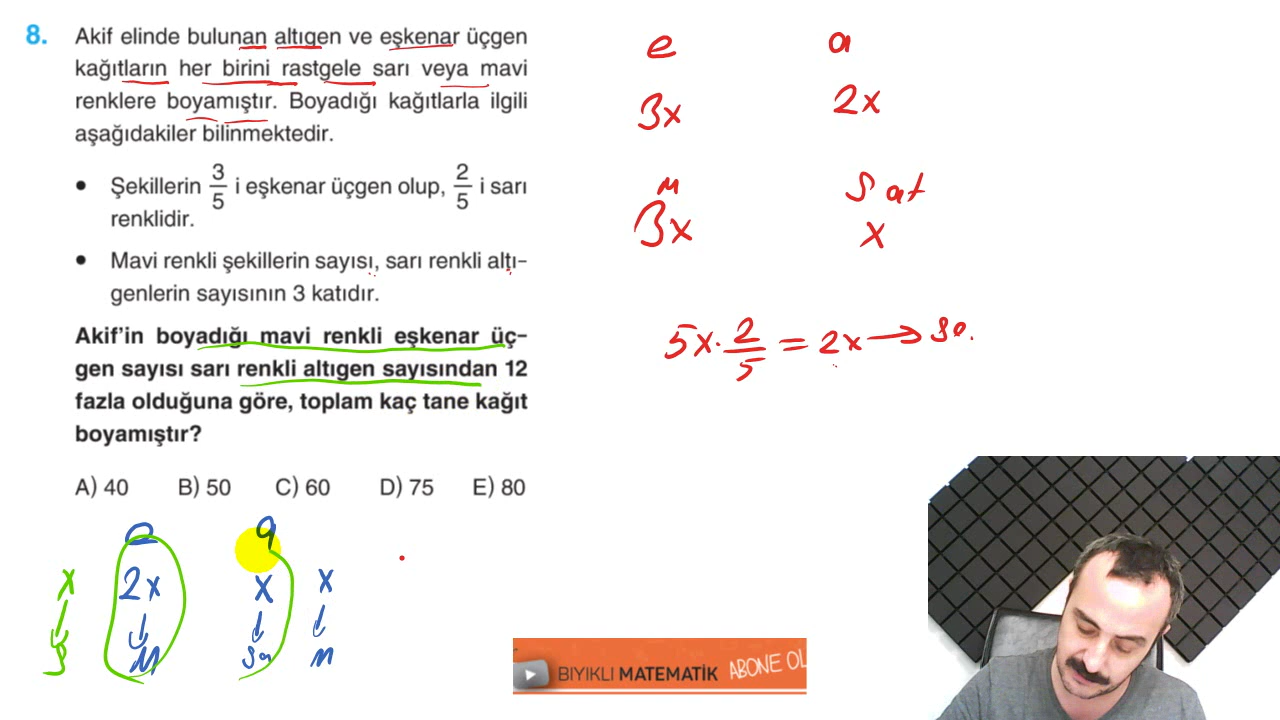 8. Akif elinde bulunan altıgen ve eşkenar üçgen
kağıtların her birini rastgele sarı veya mavi
renklere boyamıştır. Boyadığı kağıtlarla ilgili
aşağıdakiler bilinmektedir.
• Şekillerin 3/5 i eşkenar üçgen olup, 2/5 i sarı
renklidir.
• Mavi renkli şekillerin sayısı, sarı renkli altı-
genlerin sayısının 3 katıdır.
Akif'in boyadığı mavi renkli eşkenar üç-
gen sayısı sarı renkli altıgen sayısından 12
fazla olduğuna göre, toplam kaç tane kağıt
boyamıştır?
A) 40 B) 50 C) 60 D) 75 E) 80
e a
3x 2x
M
3x x
5x · 2/5 = 2x →
x 2x x x
M Sa M
BIYIKLI MATEMATİK ABONE OL